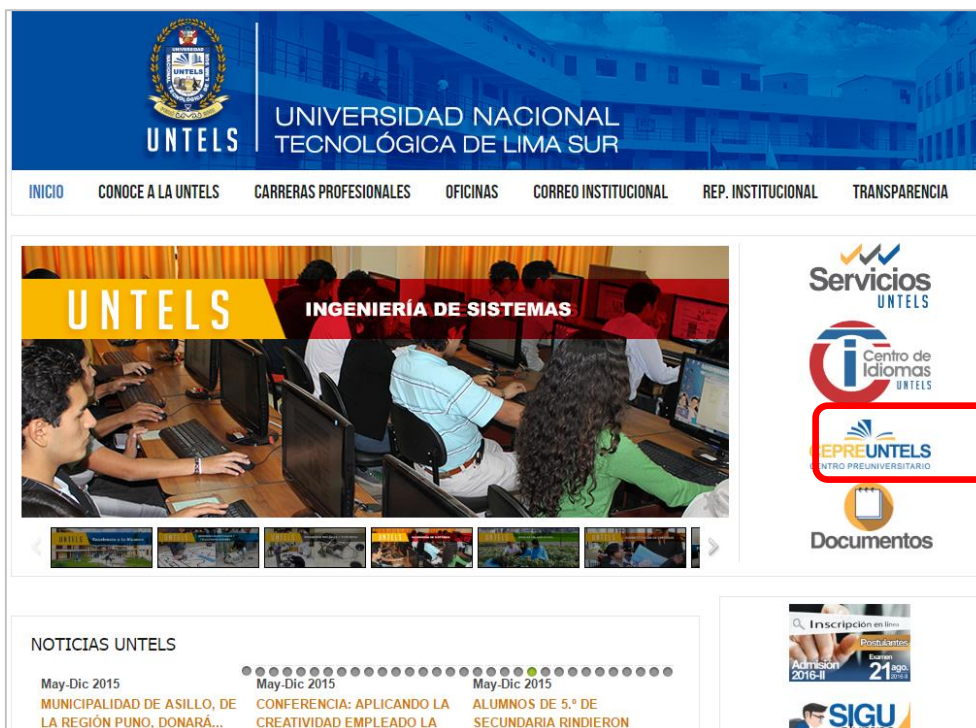 UNTELS
UNIVERSIDAD NACIONAL
TECNOLÓGICA DE LIMA SUR
INICIO CONOCE A LA UNTELS CARRERAS PROFESIONALES OFICINAS CORREO INSTITUCIONAL REP. INSTITUCIONAL TRANSPARENCIA
UNTELS INGENIERÍA DE SISTEMAS
Servicios
UNTELS
Centro de
Idiomas
UNTELS
CEPREUNTELS
CENTRO PREUNIVERSITARIO
Documentos
NOTICIAS UNTELS
May-Dic 2015
MUNICIPALIDAD DE ASILLO, DE
LA REGIÓN PUNO, DONARÁ...
May-Dic 2015
CONFERENCIA: APLICANDO LA
CREATIVIDAD EMPLEADO LA
May-Dic 2015
ALUMNOS DE 5.º DE
SECUNDARIA RINDIERON
Inscripción en línea
Postulantes
Admisión
2016-II
Examen
21 ago.
2016-II
SIGU